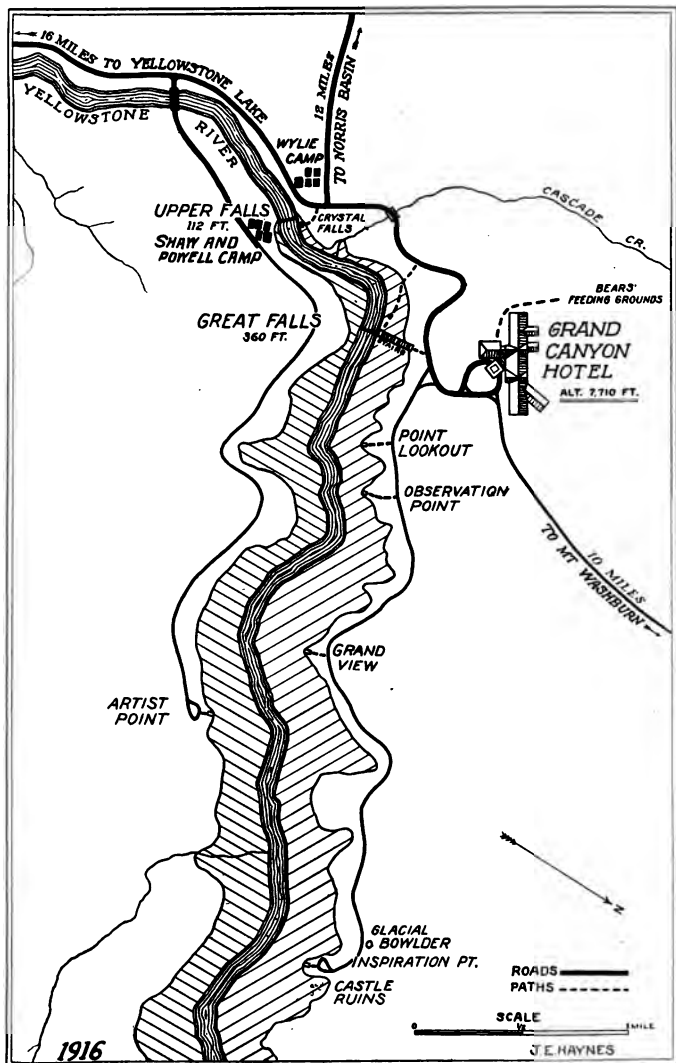 16 MILES TO YELLOWSTONE LAKE
12 MILES
TO NORRIS BASIN
YELLOWSTONE
RIVER
WYLIE
CAMP
CASCADE
CR.
UPPER FALLS
112 FT.
CRYSTAL
FALLS
SHAW AND
POWELL CAMP
BEARS'
FEEDING GROUNDS
GREAT FALLS
360 FT.
GRAND
CANYON
HOTEL
ALT. 7,710 FT.
POINT
LOOKOUT
OBSERVATION
POINT
10 MILES
TO MT WASHBURN
GRAND
VIEW
ARTIST
POINT
N
GLACIAL
BOWLDER
INSPIRATION PT.
CASTLE
RUINS
ROADS
PATHS
SCALE
0 1/2 1 MILE
1916
J.E. HAYNES